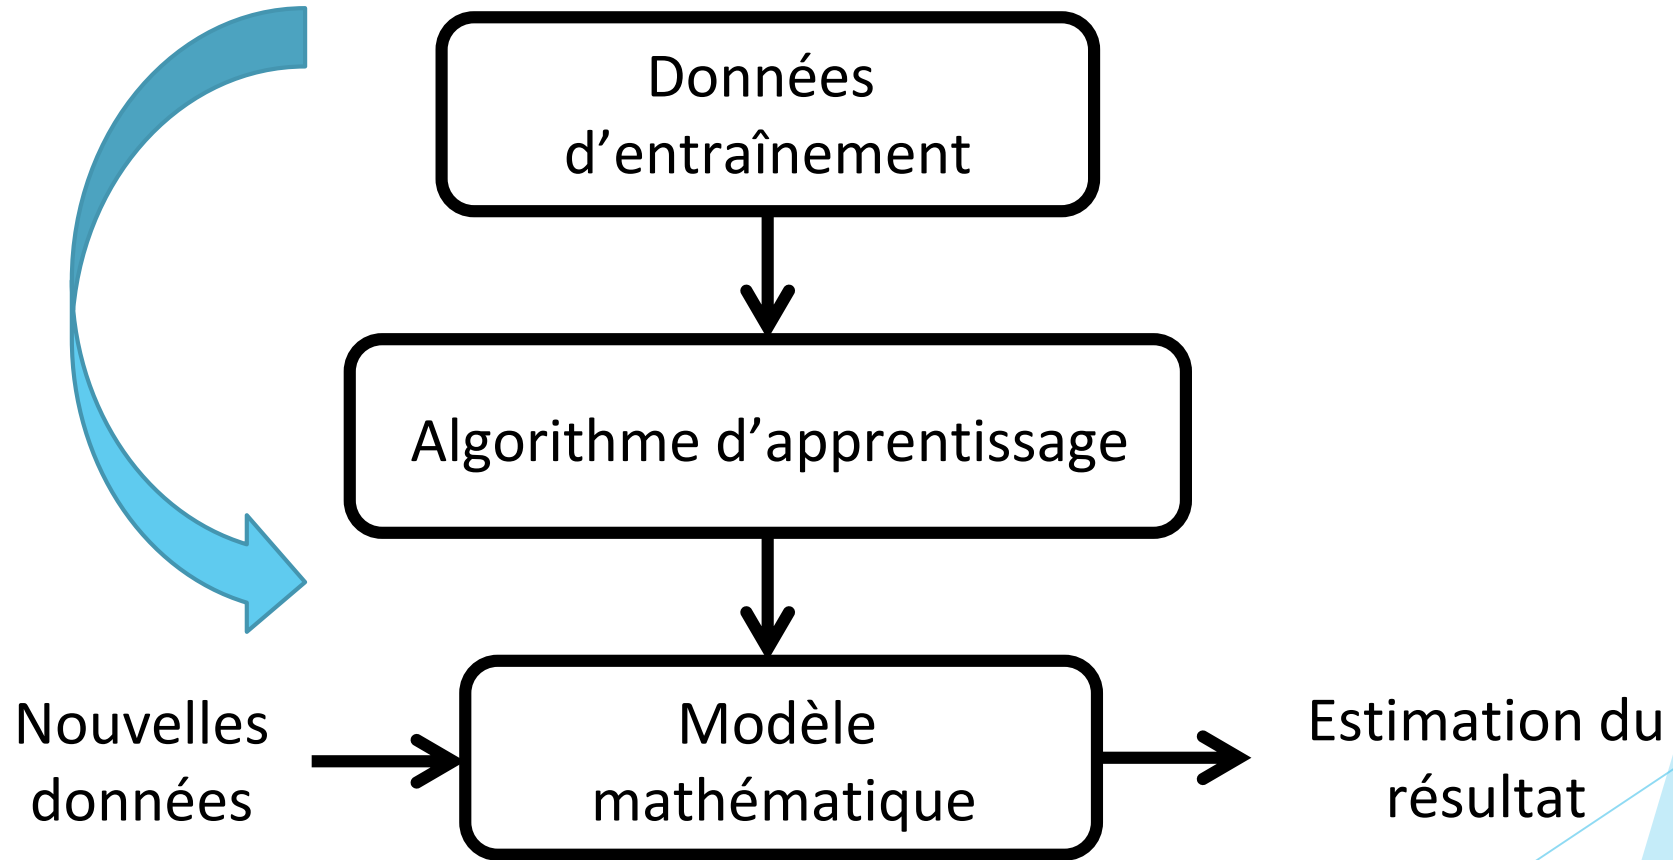 Données
d’entraînement
Algorithme d’apprentissage
Nouvelles
données
Modèle
mathématique
Estimation du
résultat